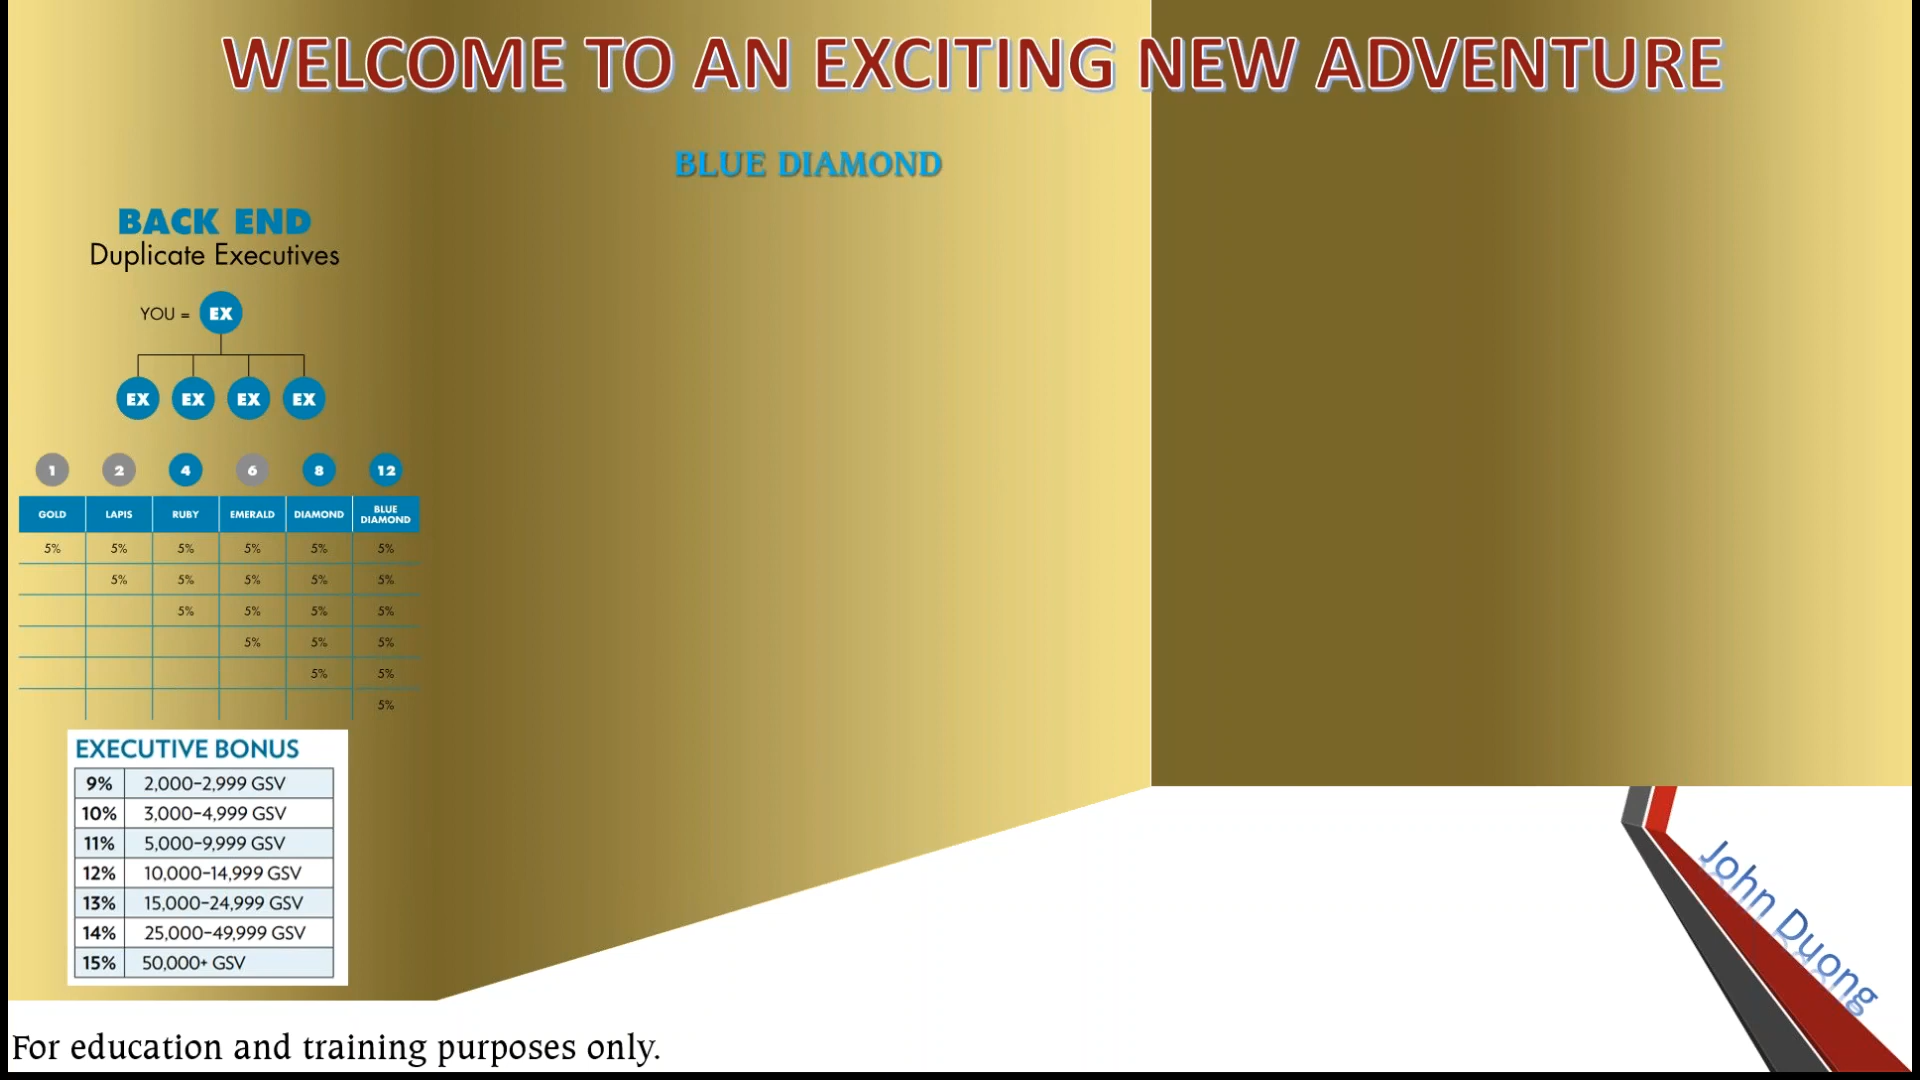 WELCOME TO AN EXCITING NEW ADVENTURE
BLUE DIAMOND
BACK END
Duplicate Executives
YOU = EX
EX EX EX EX
1 2 4 6 8 12
GOLD LAPIS RUBY EMERALD DIAMOND BLUE DIAMOND
5% 5% 5% 5% 5% 5%
5% 5% 5% 5% 5%
5% 5% 5% 5%
5% 5% 5%
5% 5%
5%
EXECUTIVE BONUS
9% 2,000–2,999 GSV
10% 3,000–4,999 GSV
11% 5,000–9,999 GSV
12% 10,000–14,999 GSV
13% 15,000–24,999 GSV
14% 25,000–49,999 GSV
15% 50,000+ GSV
John Duong
For education and training purposes only.